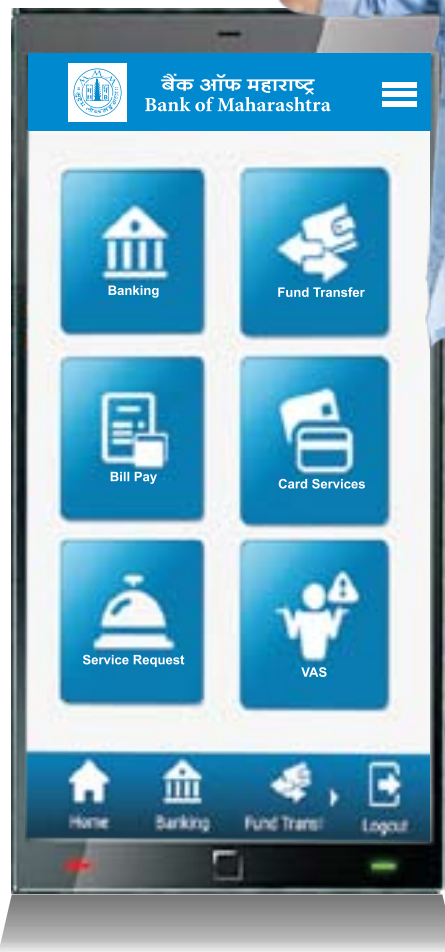 बैंक ऑफ महाराष्ट्र
Bank of Maharashtra
Banking
Fund Transfer
Bill Pay
Card Services
Service Request
VAS
Home
Banking
Fund Transf
Logout